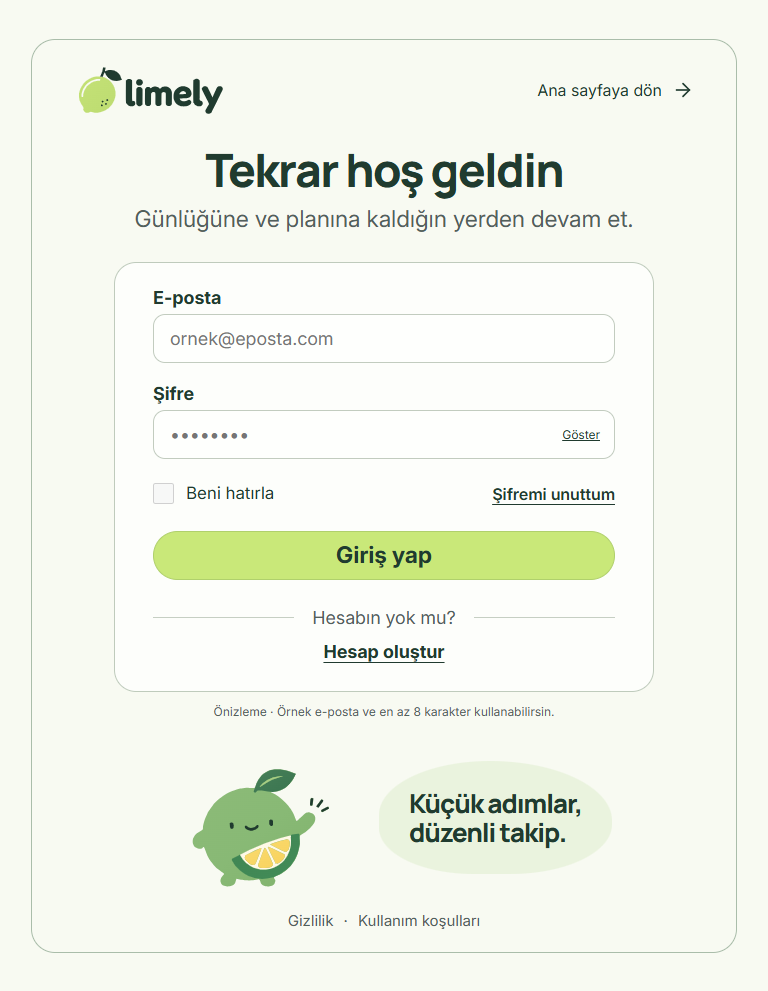 limely
Ana sayfaya dön →
Tekrar hoş geldin
Günlüğüne ve planına kaldığın yerden devam et.
E-posta
ornek@eposta.com
Şifre
••••••••
Göster
Beni hatırla
Şifremi unuttum
Giriş yap
Hesabın yok mu?
Hesap oluştur
Önizleme · Örnek e-posta ve en az 8 karakter kullanabilirsin.
Küçük adımlar,
düzenli takip.
Gizlilik · Kullanım koşulları